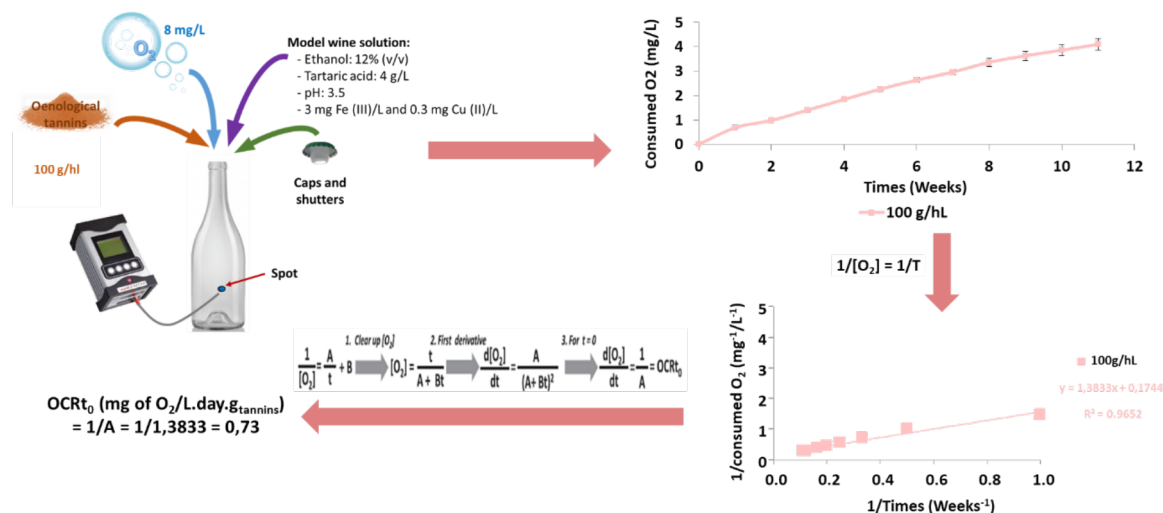 8 mg/L
O2
Model wine solution:
- Ethanol: 12% (v/v)
- Tartaric acid: 4 g/L
- pH: 3.5
- 3 mg Fe (III)/L and 0.3 mg Cu (II)/L
Oenological
tannins
100 g/hl
Caps and
shutters
Spot
Consumed O2 (mg/L)
5
4
3
2
1
0
0 2 4 6 8 10 12
Times (Weeks)
100 g/hL
1/[O₂] = 1/T
1/consumed O₂ (mg⁻¹/L⁻¹)
5
4
3
2
1
0
0.0 0.2 0.4 0.6 0.8 1.0
1/Times (Weeks⁻¹)
100g/hL
y = 1,3833x + 0,1744
R² = 0.9652
1. Clear up [O₂] 2. First derivative 3. For t = 0
1/[O₂] = A/t + B [O₂] = t/(A + Bt) d[O₂]/dt = A/(A+ Bt)² d[O₂]/dt = 1/A = OCRt₀
OCRt₀ (mg of O₂/L.day.g tannins)
= 1/A = 1/1,3833 = 0,73